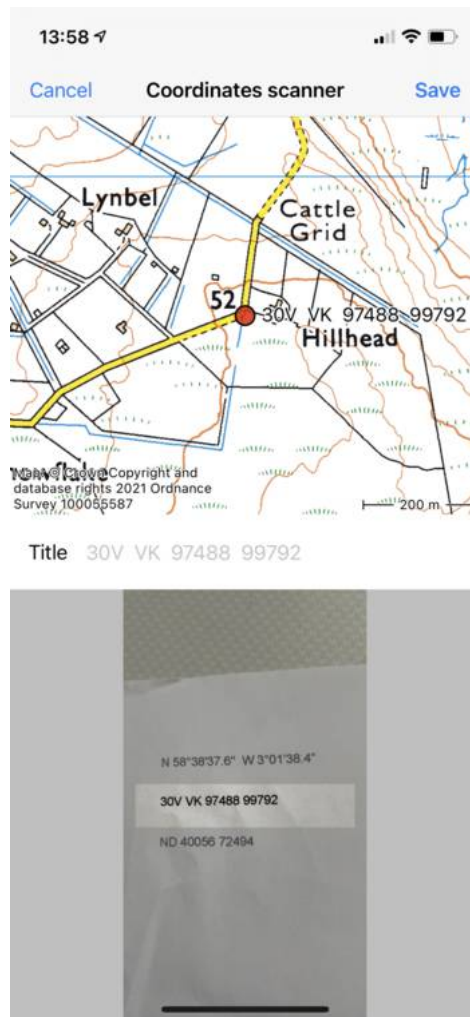 13:58
Cancel Coordinates scanner Save
Lynbel
Cattle
Grid
52
30V VK 97488 99792
Hillhead
Copyright and
database rights 2021 Ordnance
Survey 100055587
200 m
Title 30V VK 97488 99792
N 58°38'37.6" W 3°01'38.4"
30V VK 97488 99792
ND 40056 72494